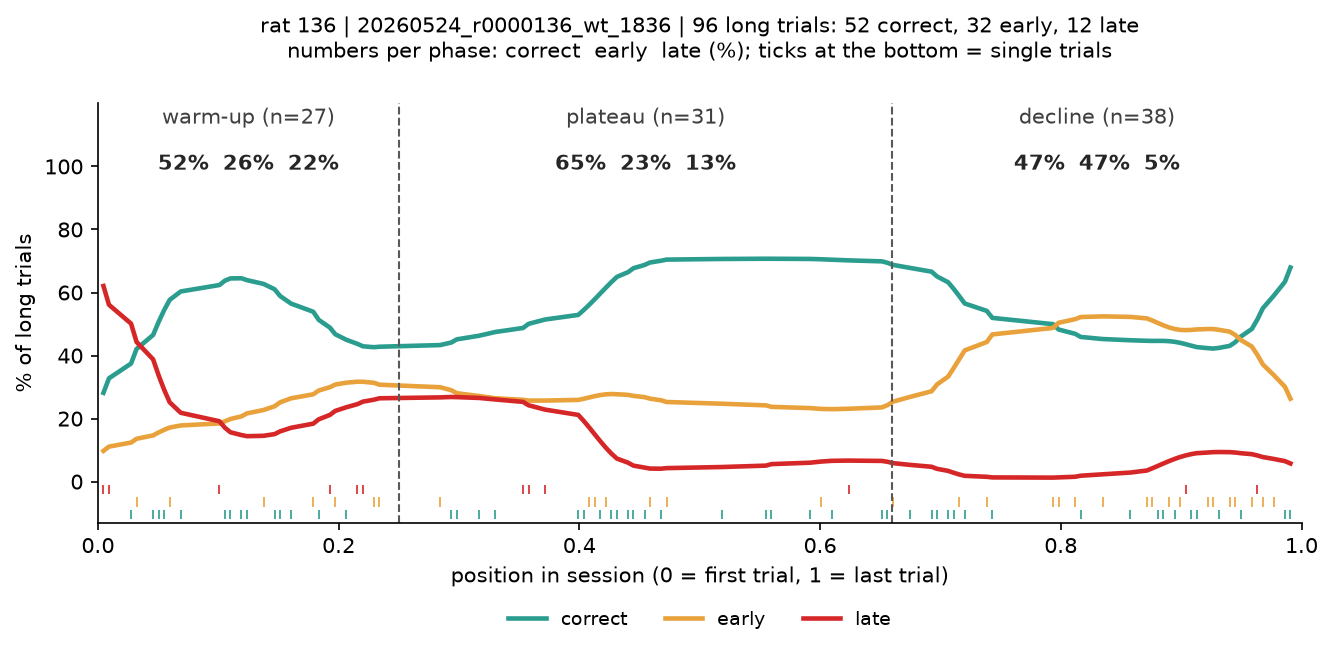 rat 136 | 20260524_r0000136_wt_1836 | 96 long trials: 52 correct, 32 early, 12 late
numbers per phase: correct  early  late (%); ticks at the bottom = single trials
warm-up (n=27)
plateau (n=31)
decline (n=38)
52%  26%  22%
65%  23%  13%
47%  47%  5%
% of long trials
100
80
60
40
20
0
0.0
0.2
0.4
0.6
0.8
1.0
position in session (0 = first trial, 1 = last trial)
correct
early
late